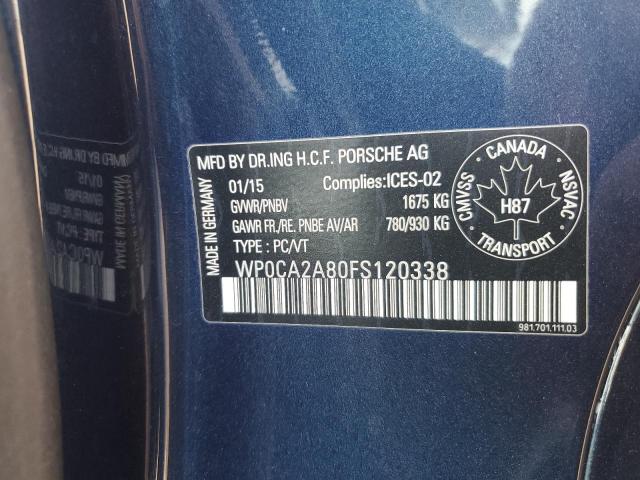 MFD BY DR.ING H.C.F. PORSCHE AG
MADE IN GERMANY
01/15 Complies:ICES-02
GVWR/PNBV 1675 KG
GAWR FR./RE. PNBE AV/AR 780/930 KG
TYPE : PC/VT
WP0CA2A80FS120338
981.701.111.03
CANADA
CMVSS
NSVAC
H87
TRANSPORT